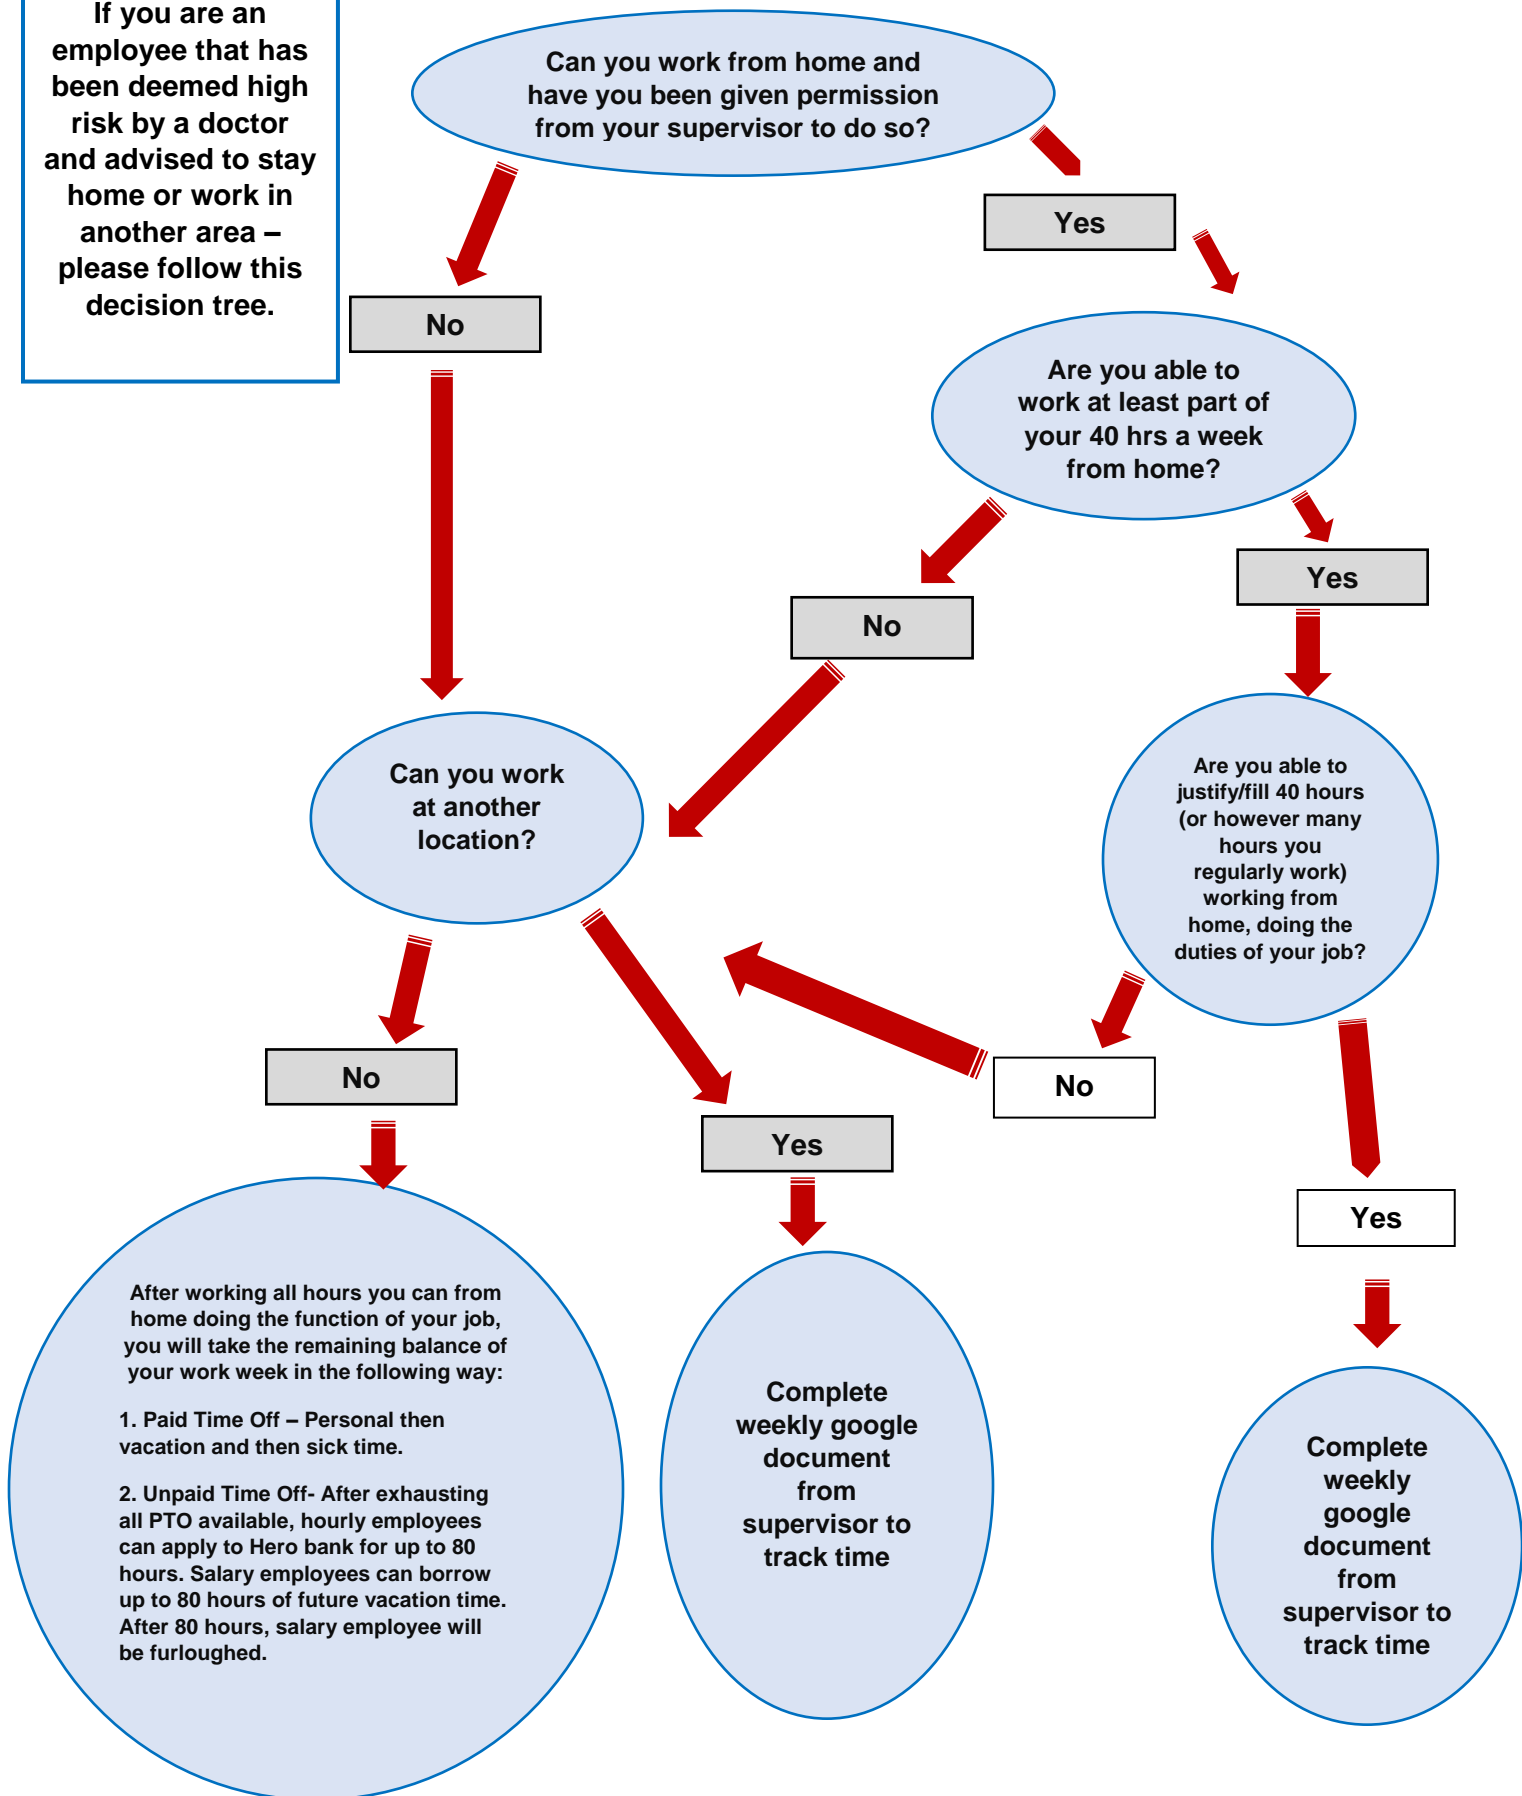 If you are an
employee that has
been deemed high
risk by a doctor
and advised to stay
home or work in
another area –
please follow this
decision tree.
Can you work from home and
have you been given permission
from your supervisor to do so?
Yes
No
Are you able to
work at least part of
your 40 hrs a week
from home?
Yes
No
Can you work
at another
location?
Are you able to
justify/fill 40 hours
(or however many
hours you
regularly work)
working from
home, doing the
duties of your job?
No
No
Yes
Yes
After working all hours you can from
home doing the function of your job,
you will take the remaining balance of
your work week in the following way:
1. Paid Time Off – Personal then
vacation and then sick time.
2. Unpaid Time Off- After exhausting
all PTO available, hourly employees
can apply to Hero bank for up to 80
hours. Salary employees can borrow
up to 80 hours of future vacation time.
After 80 hours, salary employee will
be furloughed.
Complete
weekly google
document
from
supervisor to
track time
Complete
weekly
google
document
from
supervisor to
track time